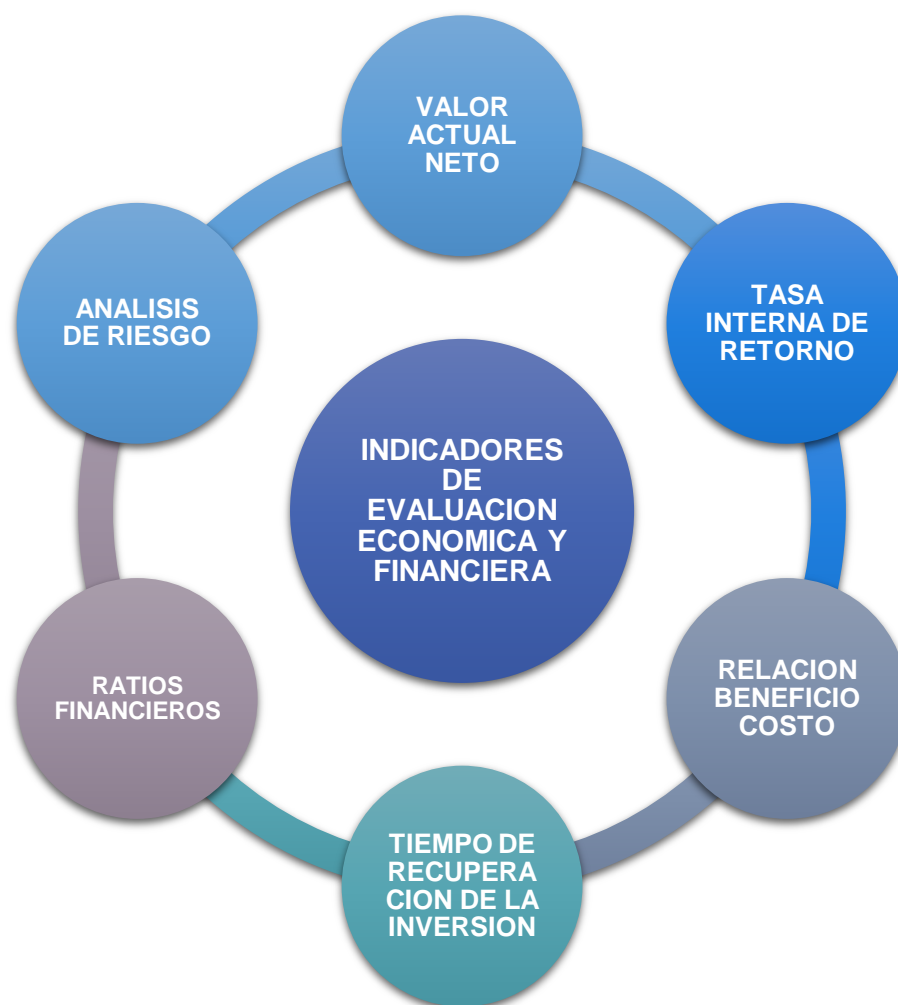 VALOR
ACTUAL
NETO
TASA
INTERNA DE
RETORNO
RELACION
BENEFICIO
COSTO
TIEMPO DE
RECUPERA
CION DE LA
INVERSION
RATIOS
FINANCIEROS
ANALISIS
DE RIESGO
INDICADORES
DE
EVALUACION
ECONOMICA Y
FINANCIERA